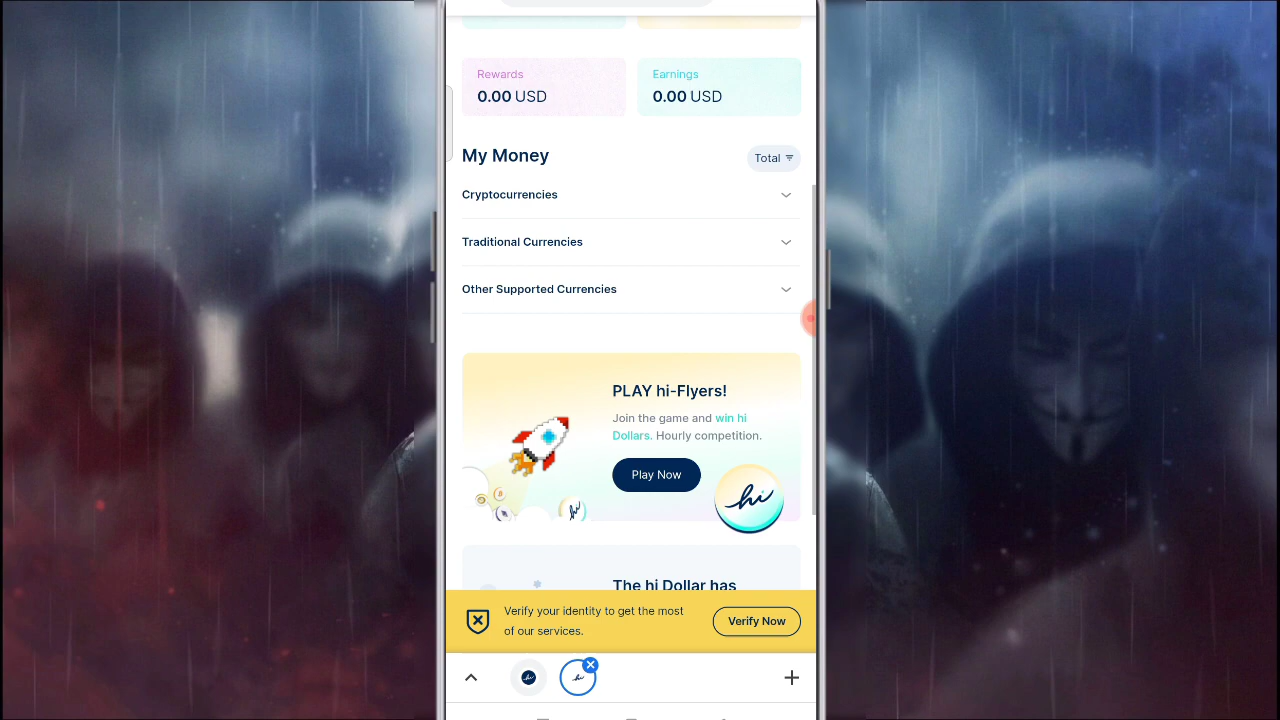 Rewards
Earnings
0.00 USD
0.00 USD
My Money
Total
Cryptocurrencies
Traditional Currencies
Other Supported Currencies
PLAY hi-Flyers!
Join the game and win hi
Dollars. Hourly competition.
Play Now
hi
The hi Dollar has
Verify your identity to get the most
of our services.
Verify Now
hi